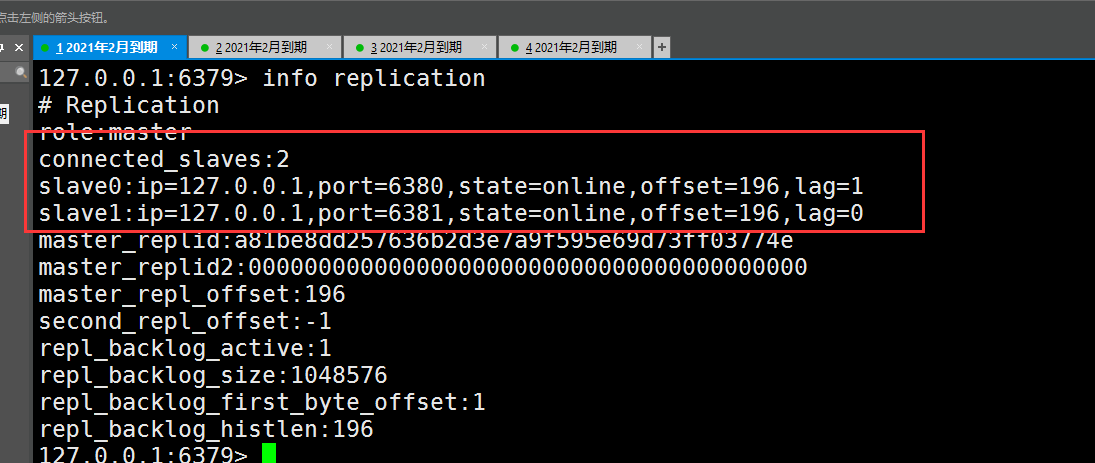 点击左侧的箭头按钮。
1 2021年2月到期
2 2021年2月到期
3 2021年2月到期
4 2021年2月到期
期
127.0.0.1:6379> info replication
# Replication
role:master
connected_slaves:2
slave0:ip=127.0.0.1,port=6380,state=online,offset=196,lag=1
slave1:ip=127.0.0.1,port=6381,state=online,offset=196,lag=0
master_replid:a81be8dd257636b2d3e7a9f595e69d73ff03774e
master_replid2:0000000000000000000000000000000000000000
master_repl_offset:196
second_repl_offset:-1
repl_backlog_active:1
repl_backlog_size:1048576
repl_backlog_first_byte_offset:1
repl_backlog_histlen:196
127.0.0.1:6379>